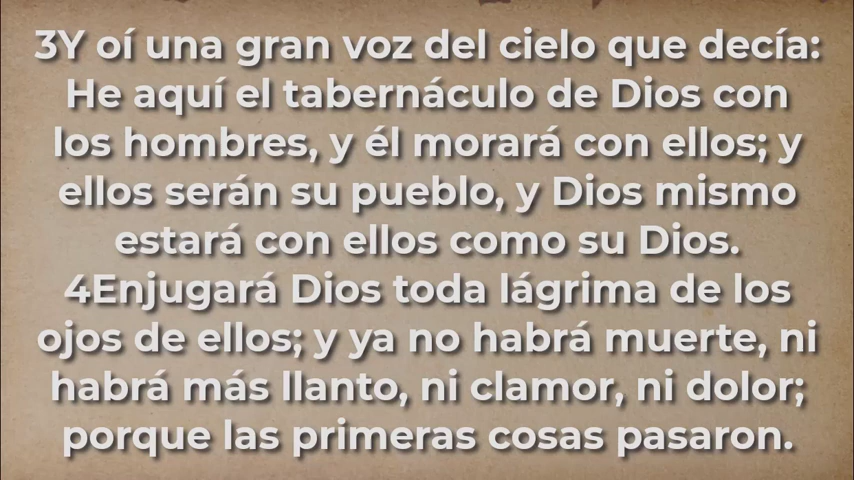 3Y oí una gran voz del cielo que decía:
He aquí el tabernáculo de Dios con
los hombres, y él morará con ellos; y
ellos serán su pueblo, y Dios mismo
estará con ellos como su Dios.
4Enjugará Dios toda lágrima de los
ojos de ellos; y ya no habrá muerte, ni
habrá más llanto, ni clamor, ni dolor;
porque las primeras cosas pasaron.